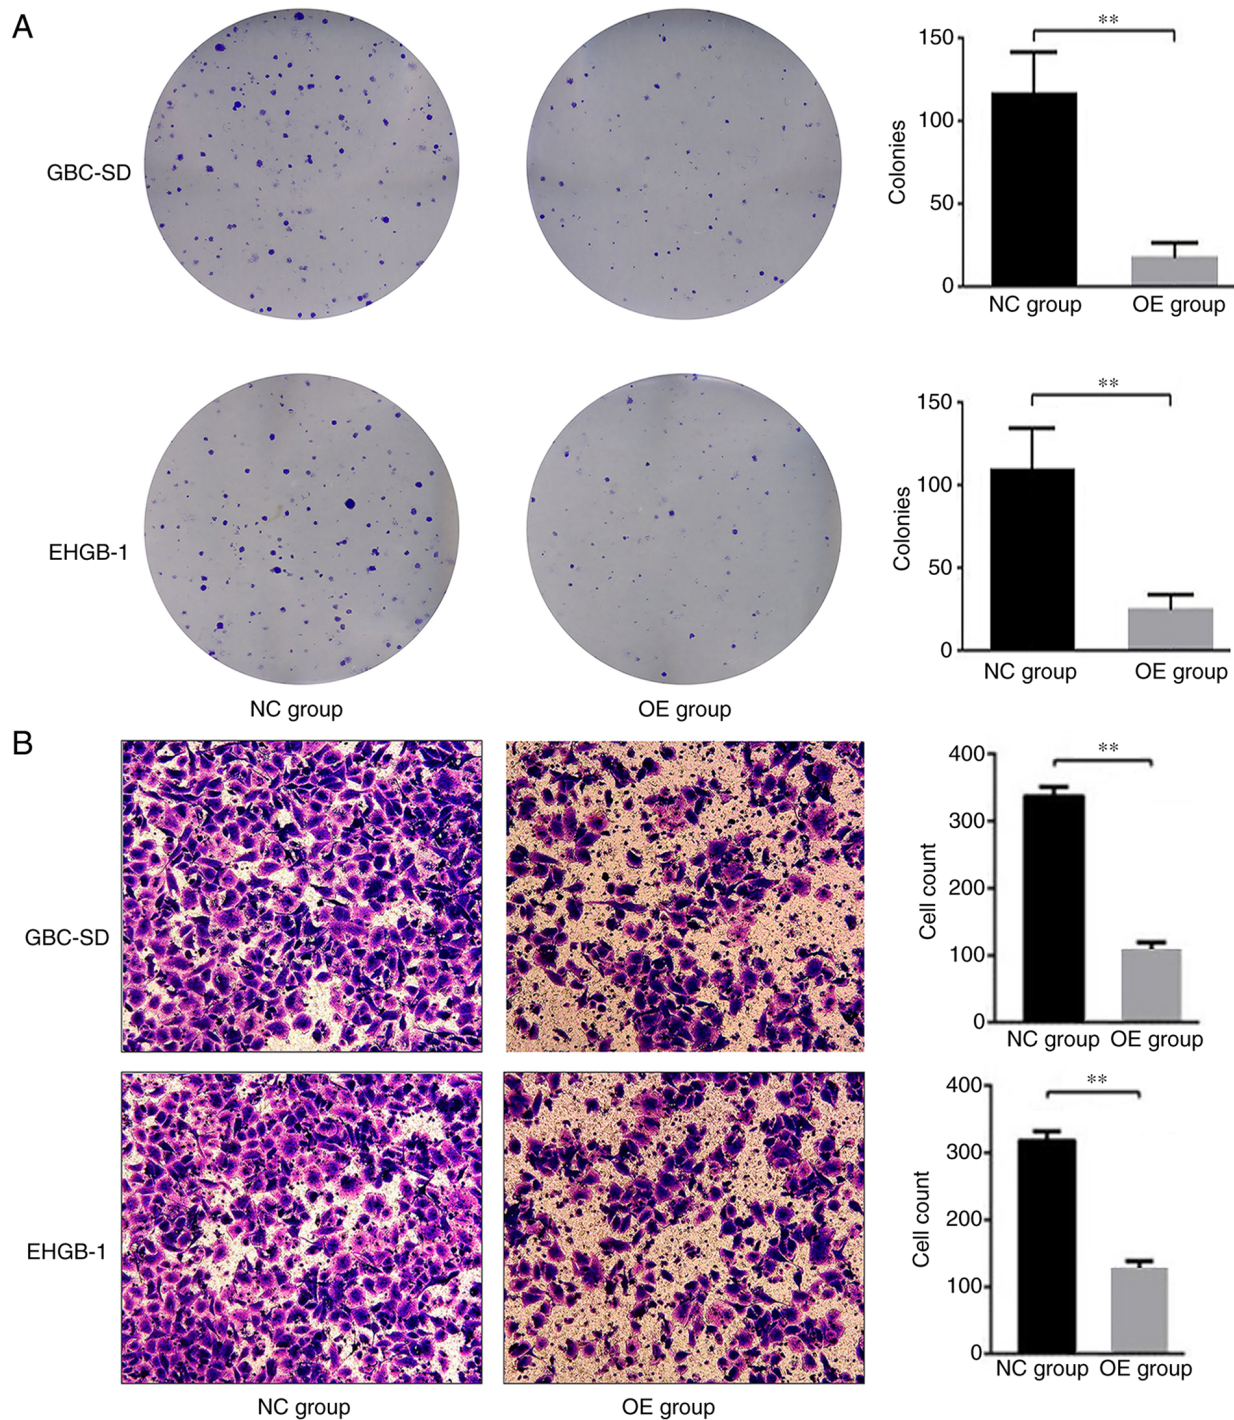 A
GBC-SD
**
150
100
50
0
Colonies
NC group
OE group
EHGB-1
**
150
100
50
0
Colonies
NC group
OE group
NC group
OE group
B
GBC-SD
**
400
300
200
100
0
Cell count
NC group
OE group
EHGB-1
**
400
300
200
100
0
Cell count
NC group
OE group
NC group
OE group